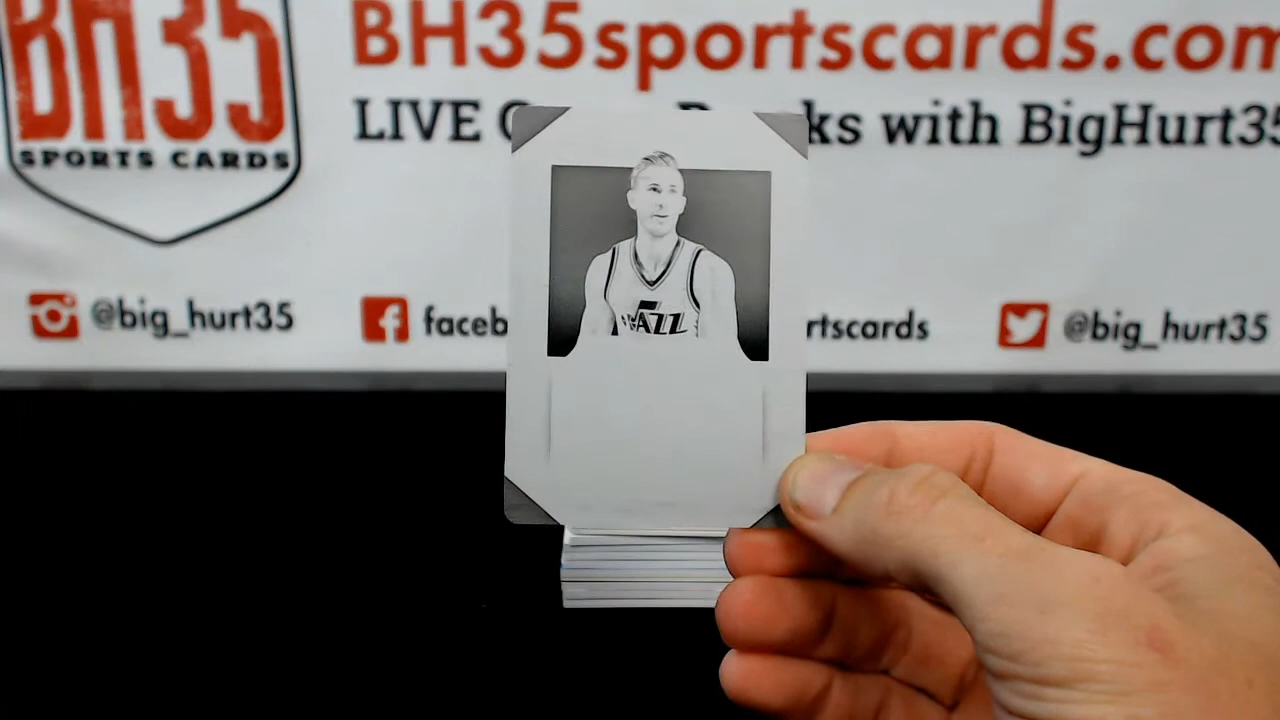 BH35
SPORTS CARDS
BH35sportscards.com
LIVE
ks with BigHurt35
@big_hurt35
faceb
rtscards
@big_hurt35
JAZZ